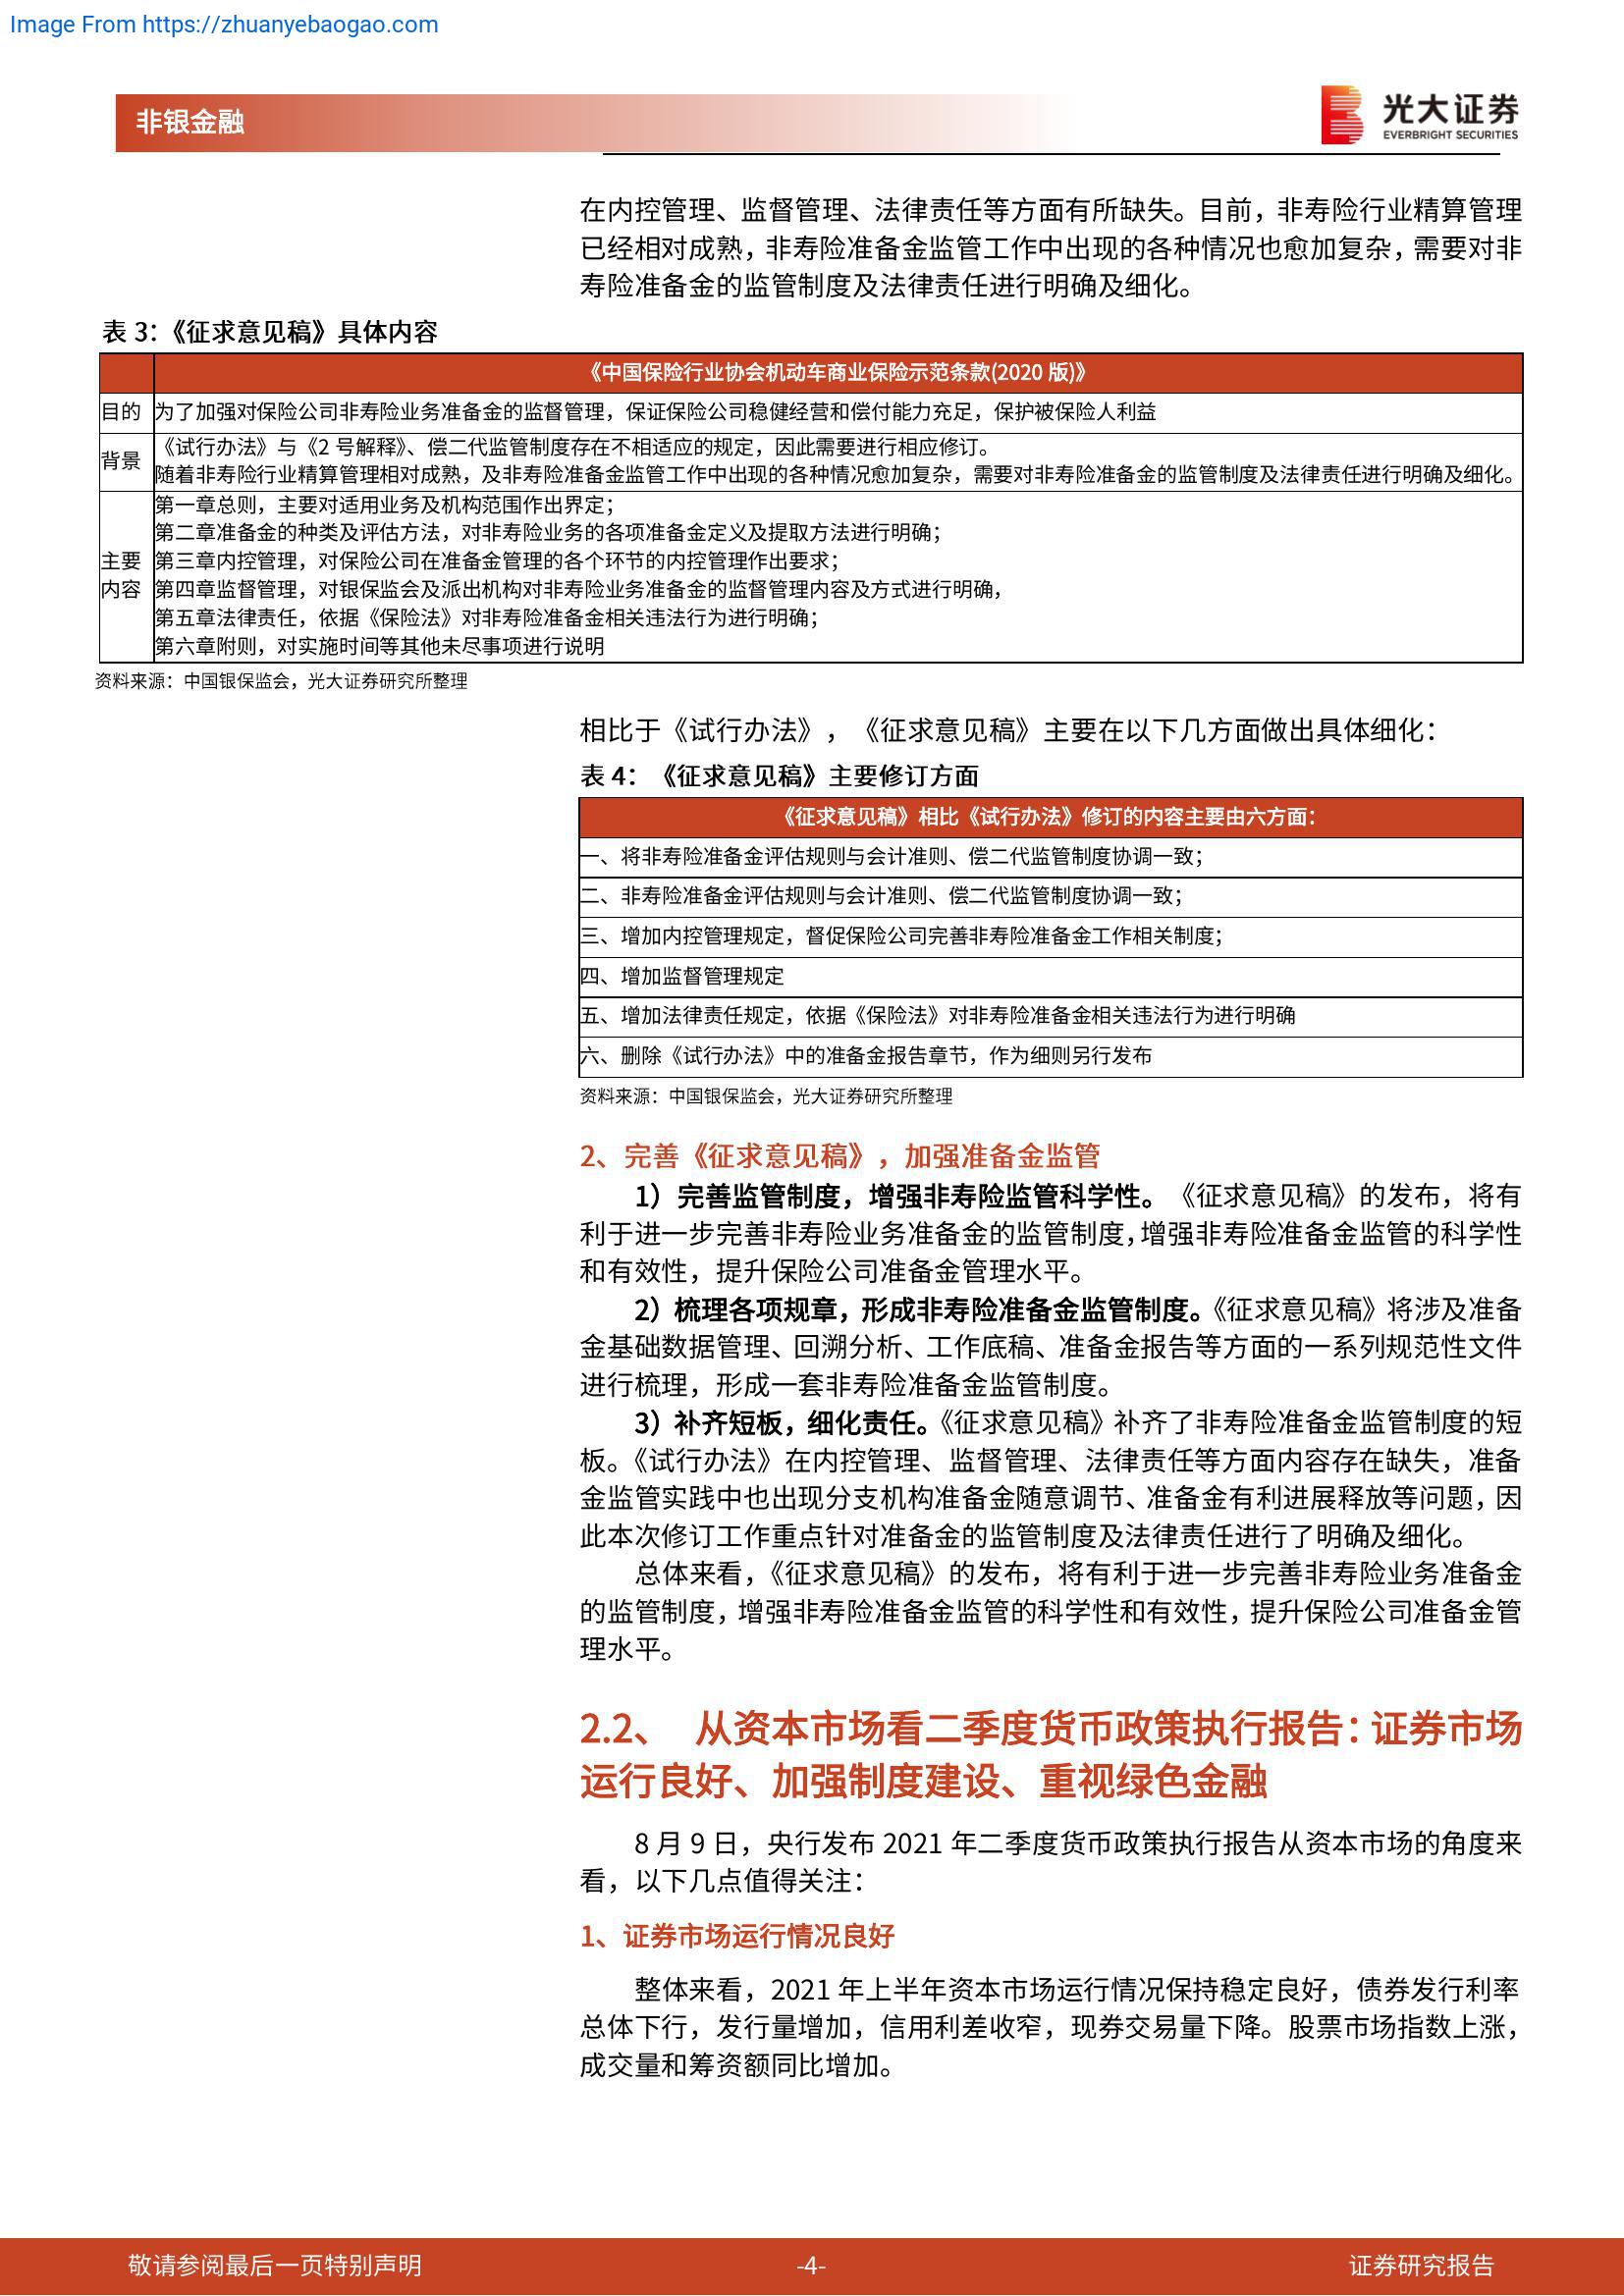 Image From https://zhuanyebaogao.com
非银金融
光大证券
EVERBRIGHT SECURITIES
在内控管理、监督管理、法律责任等方面有所缺失。目前，非寿险行业精算管理
已经相对成熟，非寿险准备金监管工作中出现的各种情况也愈加复杂，需要对非
寿险准备金的监管制度及法律责任进行明确及细化。
表 3：《征求意见稿》具体内容
《中国保险行业协会机动车商业保险示范条款(2020 版)》
目的 为了加强对保险公司非寿险业务准备金的监督管理，保证保险公司稳健经营和偿付能力充足，保护被保险人利益
背景 《试行办法》与《2 号解释》、偿二代监管制度存在不相适应的规定，因此需要进行相应修订。
随着非寿险行业精算管理相对成熟，及非寿险准备金监管工作中出现的各种情况愈加复杂，需要对非寿险准备金的监管制度及法律责任进行明确及细化。
主要
内容
第一章总则，主要对适用业务及机构范围作出界定；
第二章准备金的种类及评估方法，对非寿险业务的各项准备金定义及提取方法进行明确；
第三章内控管理，对保险公司在准备金管理的各个环节的内控管理作出要求；
第四章监督管理，对银保监会及派出机构对非寿险业务准备金的监督管理内容及方式进行明确，
第五章法律责任，依据《保险法》对非寿险准备金相关违法行为进行明确；
第六章附则，对实施时间等其他未尽事项进行说明
资料来源：中国银保监会，光大证券研究所整理
相比于《试行办法》，《征求意见稿》主要在以下几方面做出具体细化：
表 4：《征求意见稿》主要修订方面
《征求意见稿》相比《试行办法》修订的内容主要由六方面：
一、将非寿险准备金评估规则与会计准则、偿二代监管制度协调一致；
二、非寿险准备金评估规则与会计准则、偿二代监管制度协调一致；
三、增加内控管理规定，督促保险公司完善非寿险准备金工作相关制度；
四、增加监督管理规定
五、增加法律责任规定，依据《保险法》对非寿险准备金相关违法行为进行明确
六、删除《试行办法》中的准备金报告章节，作为细则另行发布
资料来源：中国银保监会，光大证券研究所整理
2、完善《征求意见稿》，加强准备金监管
1）完善监管制度，增强非寿险监管科学性。《征求意见稿》的发布，将有
利于进一步完善非寿险业务准备金的监管制度，增强非寿险准备金监管的科学性
和有效性，提升保险公司准备金管理水平。
2）梳理各项规章，形成非寿险准备金监管制度。《征求意见稿》将涉及准备
金基础数据管理、回溯分析、工作底稿、准备金报告等方面的一系列规范性文件
进行梳理，形成一套非寿险准备金监管制度。
3）补齐短板，细化责任。《征求意见稿》补齐了非寿险准备金监管制度的短
板。《试行办法》在内控管理、监督管理、法律责任等方面内容存在缺失，准备
金监管实践中也出现分支机构准备金随意调节、准备金有利进展释放等问题，因
此本次修订工作重点针对准备金的监管制度及法律责任进行了明确及细化。
总体来看，《征求意见稿》的发布，将有利于进一步完善非寿险业务准备金
的监管制度，增强非寿险准备金监管的科学性和有效性，提升保险公司准备金管
理水平。
2.2、 从资本市场看二季度货币政策执行报告：证券市场
运行良好、加强制度建设、重视绿色金融
8 月 9 日，央行发布 2021 年二季度货币政策执行报告从资本市场的角度来
看，以下几点值得关注：
1、证券市场运行情况良好
整体来看，2021 年上半年资本市场运行情况保持稳定良好，债券发行利率
总体下行，发行量增加，信用利差收窄，现券交易量下降。股票市场指数上涨，
成交量和筹资额同比增加。
敬请参阅最后一页特别声明 -4- 证券研究报告